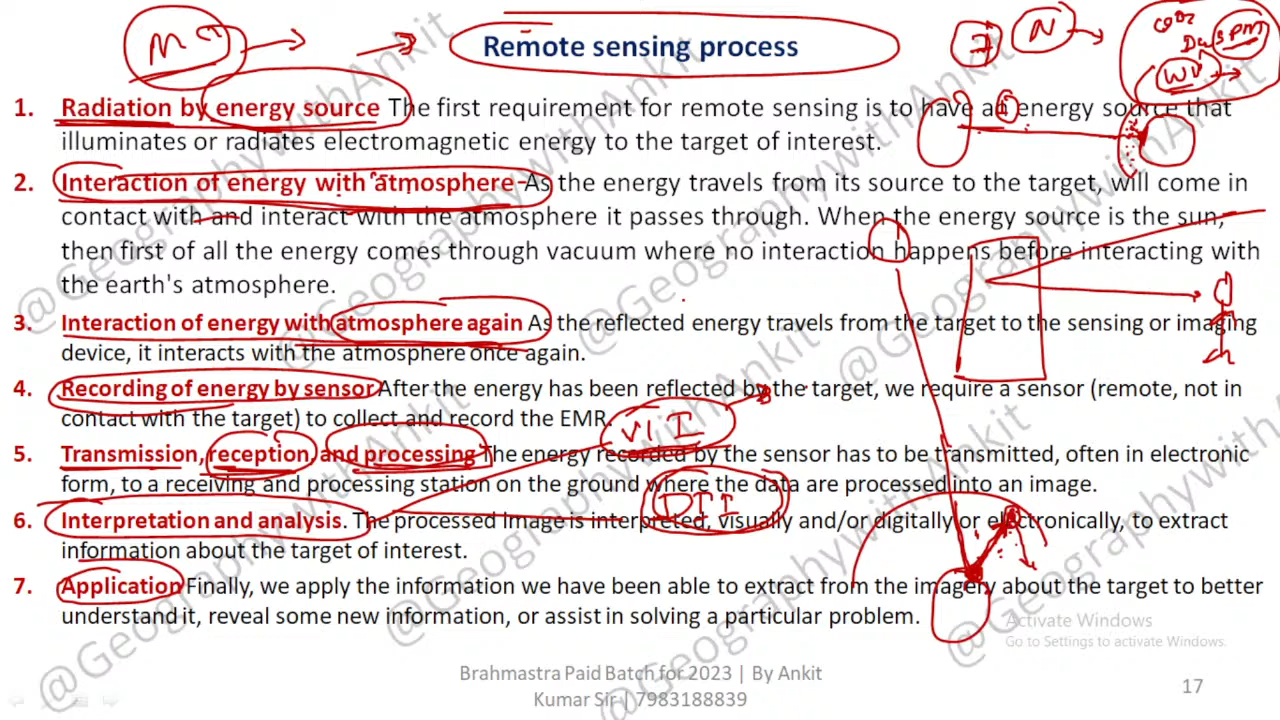 Remote sensing process
1. Radiation by energy source The first requirement for remote sensing is to have an energy source that
illuminates or radiates electromagnetic energy to the target of interest.
2. Interaction of energy with atmosphere - As the energy travels from its source to the target, will come in
contact with and interact with the atmosphere it passes through. When the energy source is the sun,
then first of all the energy comes through vacuum where no interaction happens before interacting with
the earth's atmosphere.
3. Interaction of energy with atmosphere again As the reflected energy travels from the target to the sensing or imaging
device, it interacts with the atmosphere once again.
4. Recording of energy by sensor After the energy has been reflected by the target, we require a sensor (remote, not in
contact with the target) to collect and record the EMR.
VII
5. Transmission, reception, and processing The energy recorded by the sensor has to be transmitted, often in electronic
form, to a receiving and processing station on the ground where the data are processed into an image.
DII
6. Interpretation and analysis. The processed image is interpreted, visually and/or digitally or electronically, to extract
information about the target of interest.
7. Application Finally, we apply the information we have been able to extract from the imagery about the target to better
understand it, reveal some new information, or assist in solving a particular problem.
Activate Windows
Go to Settings to activate Windows.
Brahmastra Paid Batch for 2023 | By Ankit
Kumar Sir | 7983188839
17
@GeographywithAnkit
@GeographywithAnkit
@GeographywithAnkit
@GeographywithAnkit
@GeographywithAnkit
@GeographywithAnkit